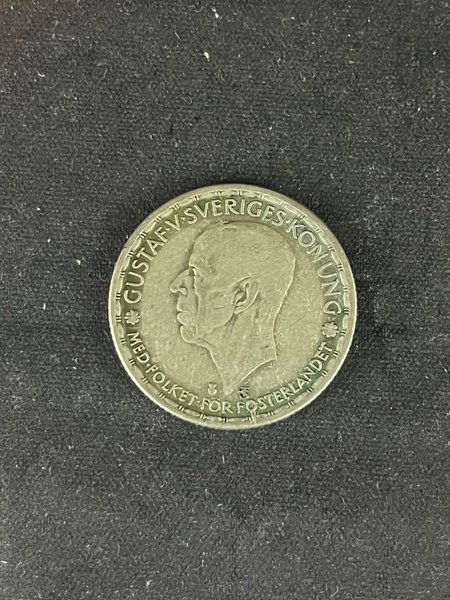 GUSTAF·V·SVERIGES·KONUNG
MED·FOLKET·FÖR·FOSTERLANDET